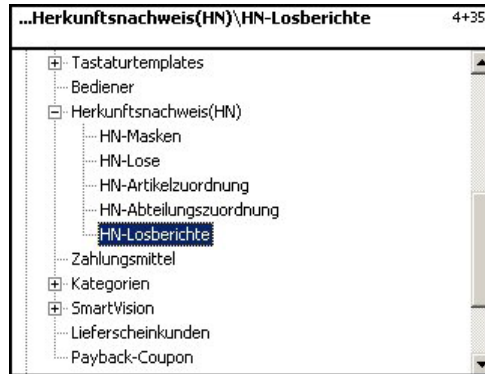 ...Herkunftsnachweis(HN)\HN-Losberichte 4+35
Tastaturtemplates
Bediener
Herkunftsnachweis(HN)
HN-Masken
HN-Lose
HN-Artikelzuordnung
HN-Abteilungszuordnung
HN-Losberichte
Zahlungsmittel
Kategorien
SmartVision
Lieferscheinkunden
Payback-Coupon